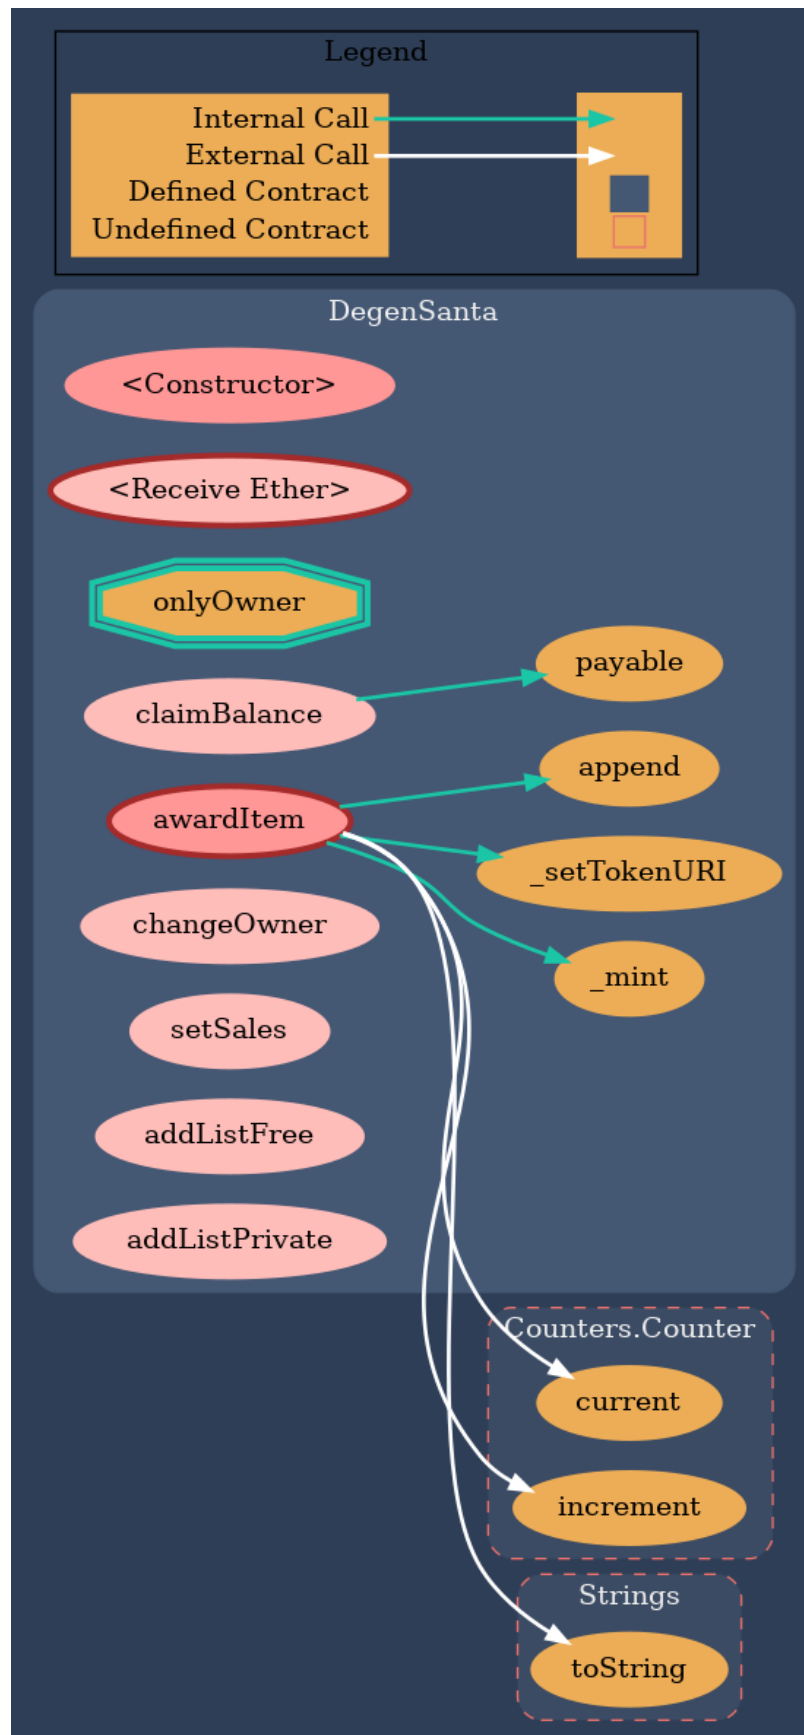 Legend
Internal Call
External Call
Defined Contract
Undefined Contract
DegenSanta
<Constructor>
<Receive Ether>
onlyOwner
payable
claimBalance
append
awardItem
_setTokenURI
changeOwner
_mint
setSales
addListFree
addListPrivate
Counters.Counter
current
increment
Strings
toString